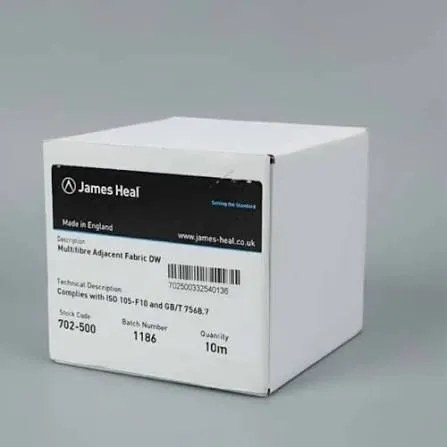 James Heal
Setting the Standard
Made in England
www.james-heal.co.uk
Description
Multifibre Adjacent Fabric DW
702500332540136
Technical Description
Complies with ISO 105-F10 and GB/T 7568.7
Stock Code
Batch Number
Quantity
702-500
1186
10m